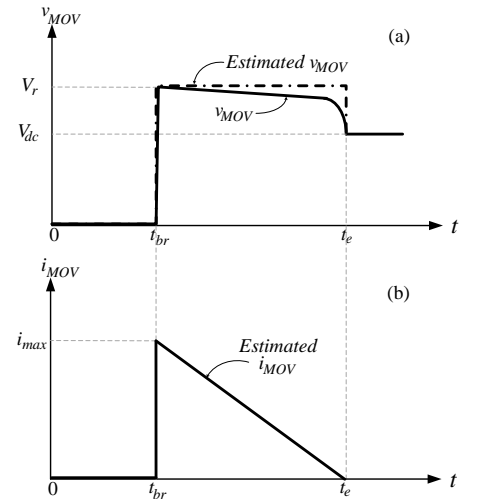 v_MOV
(a)
Estimated v_MOV
V_r
v_MOV
V_dc
0
t_br
t_e
t
i_MOV
(b)
i_max
Estimated
i_MOV
0
t_br
t_e
t